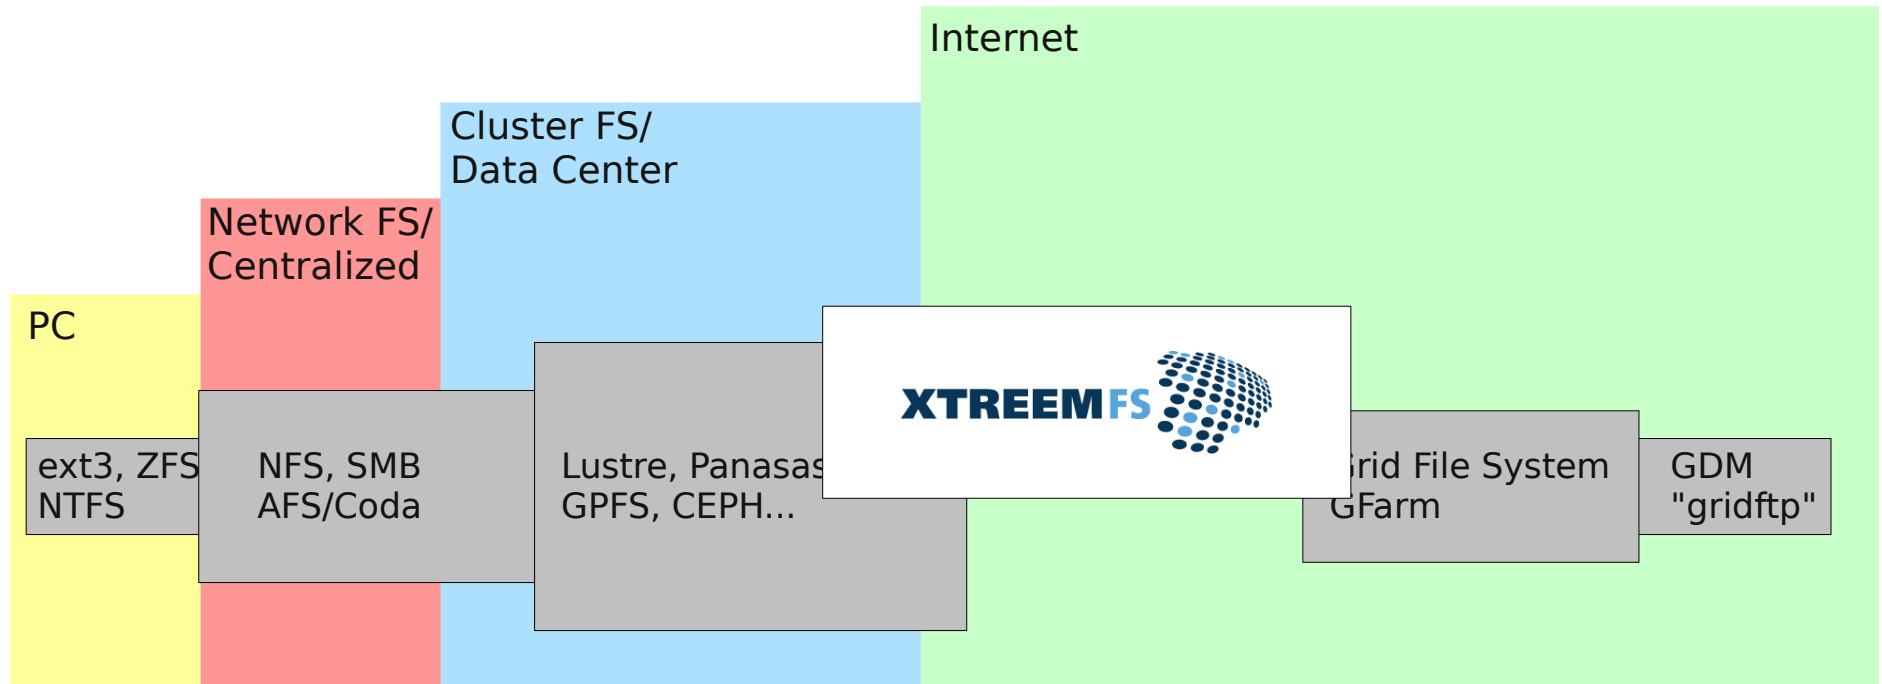 Internet
Cluster FS/
Data Center
Network FS/
Centralized
PC
XTREEMFS
ext3, ZFS
NTFS
NFS, SMB
AFS/Coda
Lustre, Panasas
GPFS, CEPH...
Grid File System
GFarm
GDM
"gridftp"